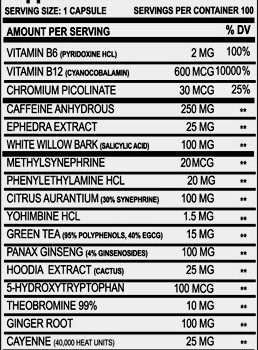 SERVING SIZE: 1 CAPSULE SERVINGS PER CONTAINER 100
AMOUNT PER SERVING % DV
VITAMIN B6 (PYRIDOXINE HCL) 2 MG 100%
VITAMIN B12 (CYANOCOBALAMIN) 600 MCG 10000%
CHROMIUM PICOLINATE 30 MCG 25%
CAFFEINE ANHYDROUS 250 MG **
EPHEDRA EXTRACT 25 MG **
WHITE WILLOW BARK (SALICYLIC ACID) 100 MG **
METHYLSYNEPHRINE 20 MCG **
PHENYLETHYLAMINE HCL 20 MG **
CITRUS AURANTIUM (30% SYNEPHRINE) 100 MG **
YOHIMBINE HCL 1.5 MG **
GREEN TEA (95% POLYPHENOLS, 40% EGCG) 15 MG **
PANAX GINSENG (4% GINSENOSIDES) 100 MG **
HOODIA EXTRACT (CACTUS) 25 MG **
5-HYDROXYTRYPTOPHAN 100 MCG **
THEOBROMINE 99% 10 MG **
GINGER ROOT 100 MG **
CAYENNE (40,000 HEAT UNITS) 25 MG **